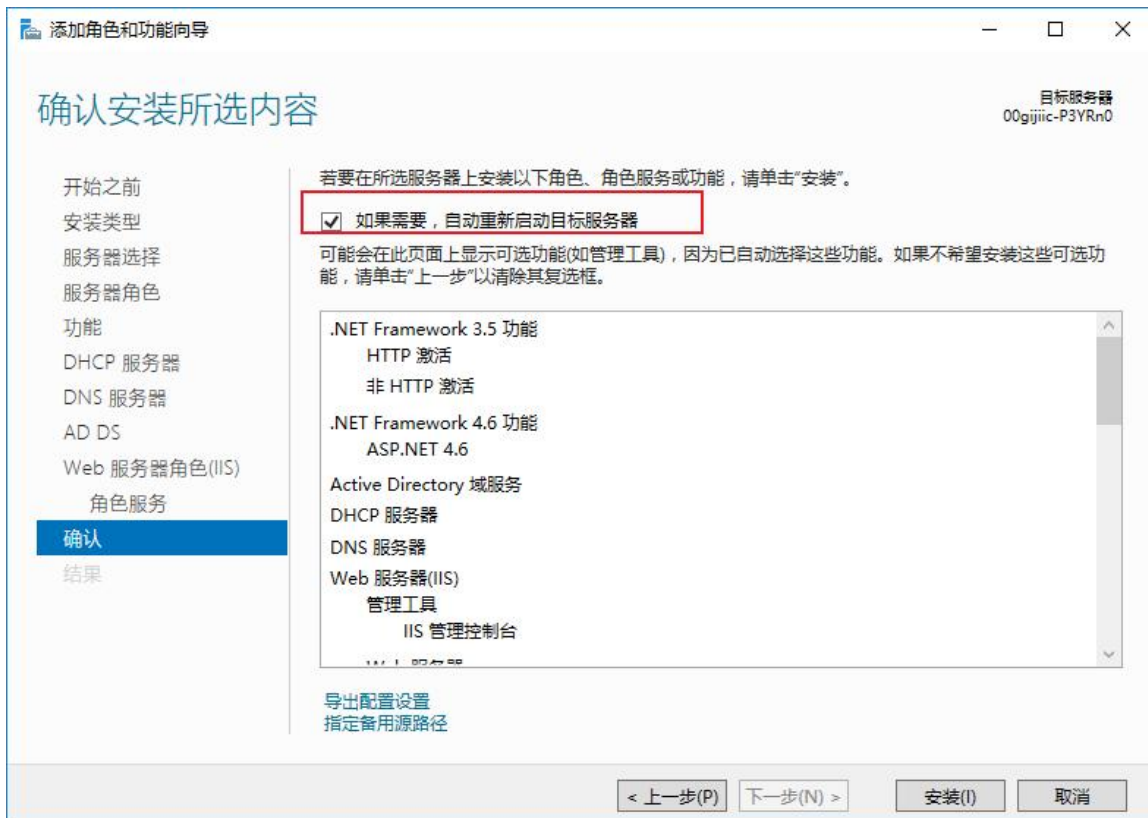 添加角色和功能向导
确认安装所选内容
目标服务器
00gijiic-P3YRn0
开始之前
安装类型
服务器选择
服务器角色
功能
DHCP 服务器
DNS 服务器
AD DS
Web 服务器角色(IIS)
角色服务
确认
结果
若要在所选服务器上安装以下角色、角色服务或功能，请单击"安装"。
如果需要，自动重新启动目标服务器
可能会在此页面上显示可选功能(如管理工具)，因为已自动选择这些功能。如果不希望安装这些可选功
能，请单击"上一步"以清除其复选框。
.NET Framework 3.5 功能
HTTP 激活
非 HTTP 激活
.NET Framework 4.6 功能
ASP.NET 4.6
Active Directory 域服务
DHCP 服务器
DNS 服务器
Web 服务器(IIS)
管理工具
IIS 管理控制台
Web 服务器
导出配置设置
指定备用源路径
< 上一步(P)
下一步(N) >
安装(I)
取消